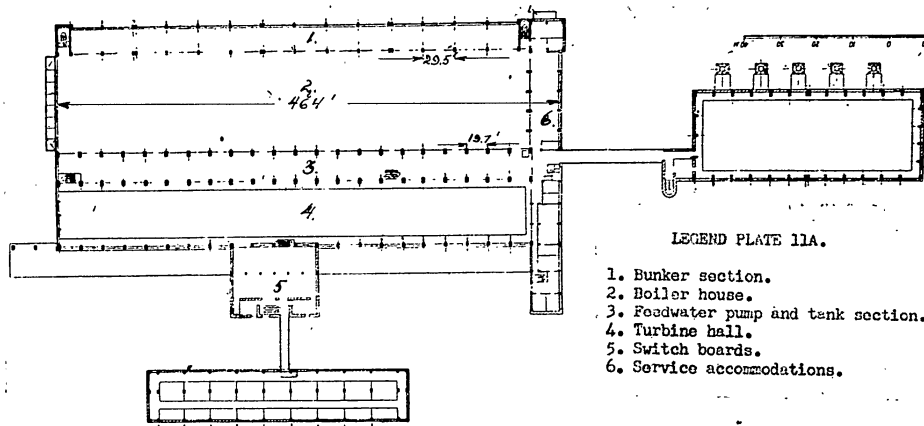 1.
29.5'
2.
464'
6.
19.7'
3.
4.
5
LEGEND PLATE 11A.
1. Bunker section.
2. Boiler house.
3. Feedwater pump and tank section.
4. Turbine hall.
5. Switch boards.
6. Service accommodations.